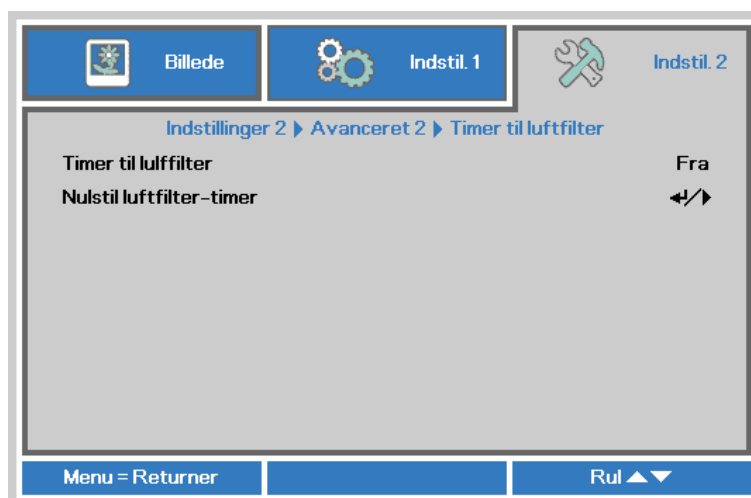 Billede
Indstil. 1
Indstil. 2
Indstillinger 2 ▶ Avanceret 2 ▶ Timer til luftfilter
Timer til lulffilter Fra
Nulstil luftfilter-timer ↵/▶
Menu = Returner Rul ▲▼